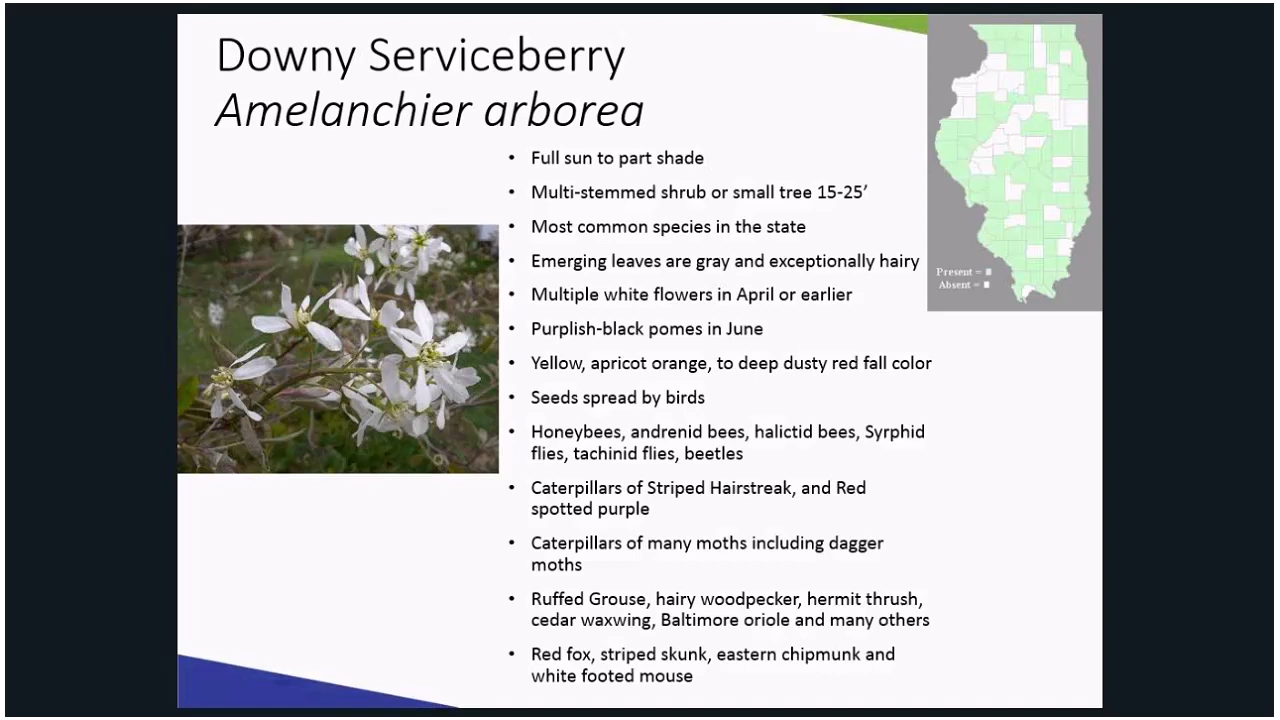 Downy Serviceberry
Amelanchier arborea
• Full sun to part shade
• Multi-stemmed shrub or small tree 15-25’
• Most common species in the state
• Emerging leaves are gray and exceptionally hairy
• Multiple white flowers in April or earlier
• Purplish-black pomes in June
• Yellow, apricot orange, to deep dusty red fall color
• Seeds spread by birds
• Honeybees, andrenid bees, halictid bees, Syrphid
flies, tachinid flies, beetles
• Caterpillars of Striped Hairstreak, and Red
spotted purple
• Caterpillars of many moths including dagger
moths
• Ruffed Grouse, hairy woodpecker, hermit thrush,
cedar waxwing, Baltimore oriole and many others
• Red fox, striped skunk, eastern chipmunk and
white footed mouse
Present =
Absent =